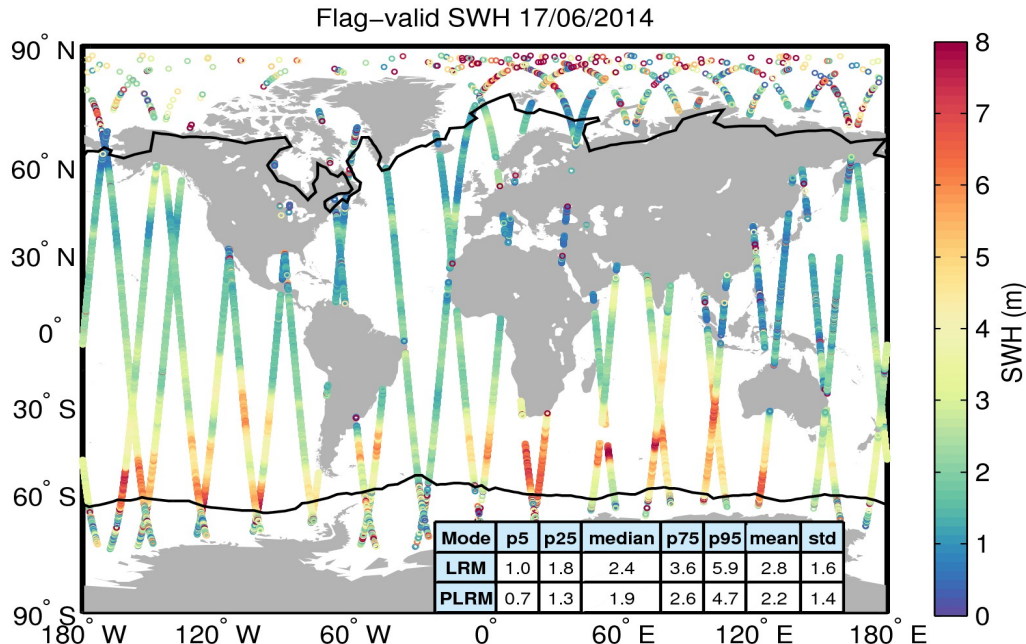 Flag−valid SWH 17/06/2014
90° N
60° N
30° N
0°
30° S
60° S
90° S
180° W 120° W 60° W 0° 60° E 120° E 180° E
8
7
6
5
4
3
2
1
0
SWH (m)
Mode p5 p25 median p75 p95 mean std
LRM 1.0 1.8 2.4 3.6 5.9 2.8 1.6
PLRM 0.7 1.3 1.9 2.6 4.7 2.2 1.4